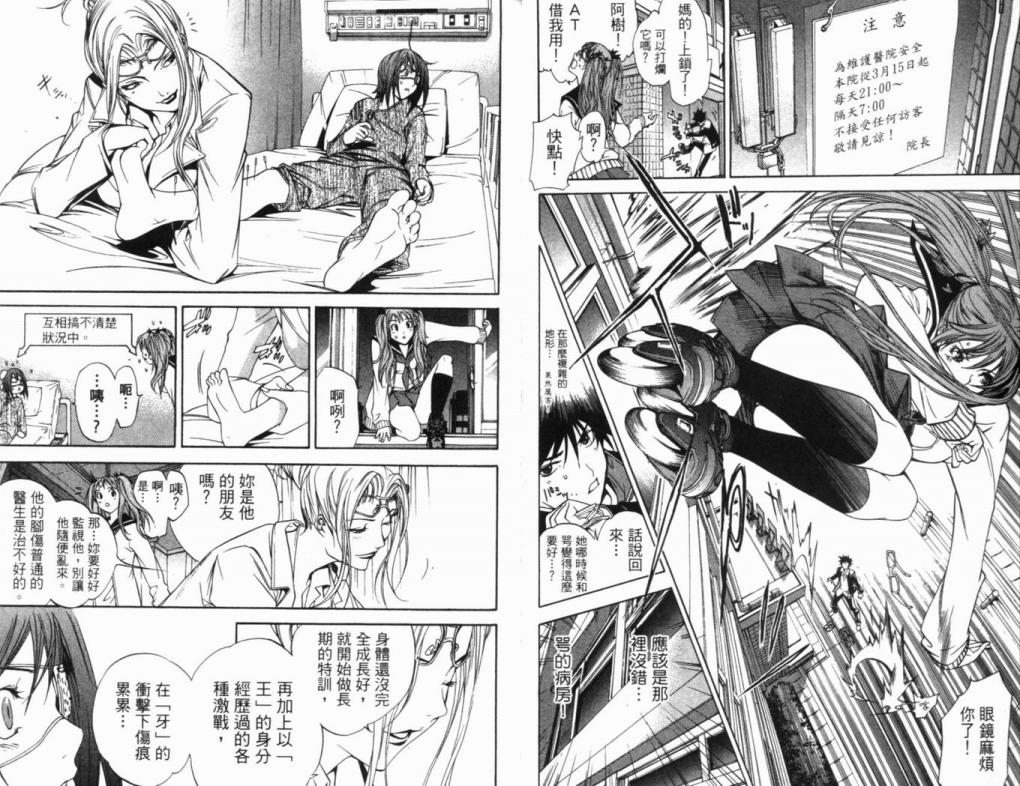 注意
為維護醫院安全
本院從3月15日起
每天21:00～
隔天7:00
不接受任何訪客
敬請見諒！
院長
媽的！上鎖了！
可以打爛
它嗎？
阿樹！
AT
借我用！
啊？
快點！
眼鏡麻煩
你了！
在那麼複雜的
地形…
果然厲害
話說回
來…
她哪時候和
咢變得這麼
要好…？
應該是那
裡沒錯…
咢的病房！
啊咧？
互相搞不清楚
狀況中。
呃…
…咦…？
妳是他
的朋友
嗎？
咦？
啊…
是…
那…妳要好好
監視他，別讓
他隨便亂來。
他的腳傷普通的
醫生是治不好的。
身體還沒完
全成長好，
就開始做長
期的特訓，
再加上以「
王」的身分
經歷過的各
種激戰，
在「牙」的
衝擊下傷痕
累累…